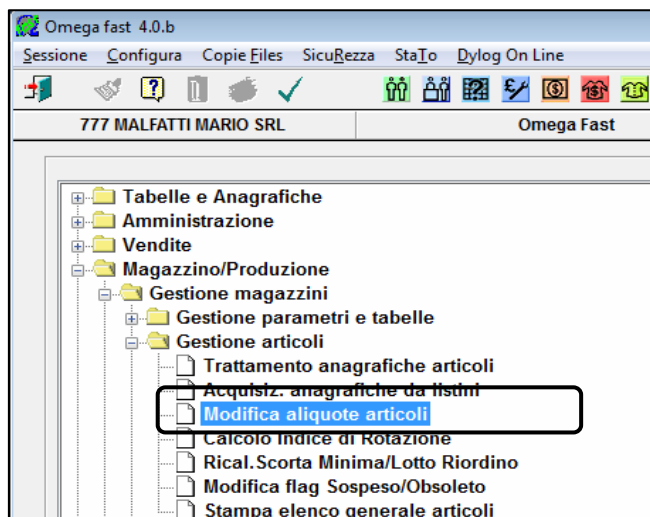 Omega fast 4.0.b
Sessione Configura Copie Files SicuRezza StaTo Dylog On Line
777 MALFATTI MARIO SRL Omega Fast
Tabelle e Anagrafiche
Amministrazione
Vendite
Magazzino/Produzione
Gestione magazzini
Gestione parametri e tabelle
Gestione articoli
Trattamento anagrafiche articoli
Acquisiz. anagrafiche da listini
Modifica aliquote articoli
Calcolo Indice di Rotazione
Rical.Scorta Minima/Lotto Riordino
Modifica flag Sospeso/Obsoleto
Stampa elenco generale articoli